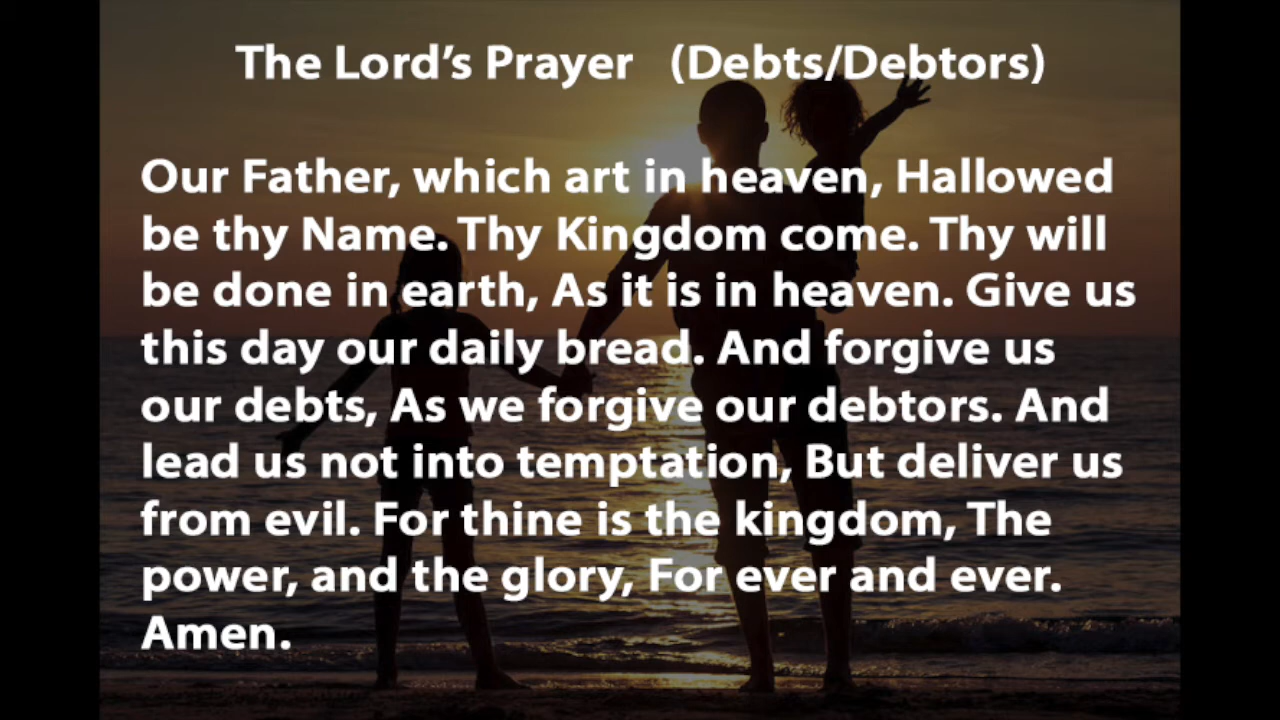 The Lord's Prayer (Debts/Debtors)
Our Father, which art in heaven, Hallowed
be thy Name. Thy Kingdom come. Thy will
be done in earth, As it is in heaven. Give us
this day our daily bread. And forgive us
our debts, As we forgive our debtors. And
lead us not into temptation, But deliver us
from evil. For thine is the kingdom, The
power, and the glory, For ever and ever.
Amen.